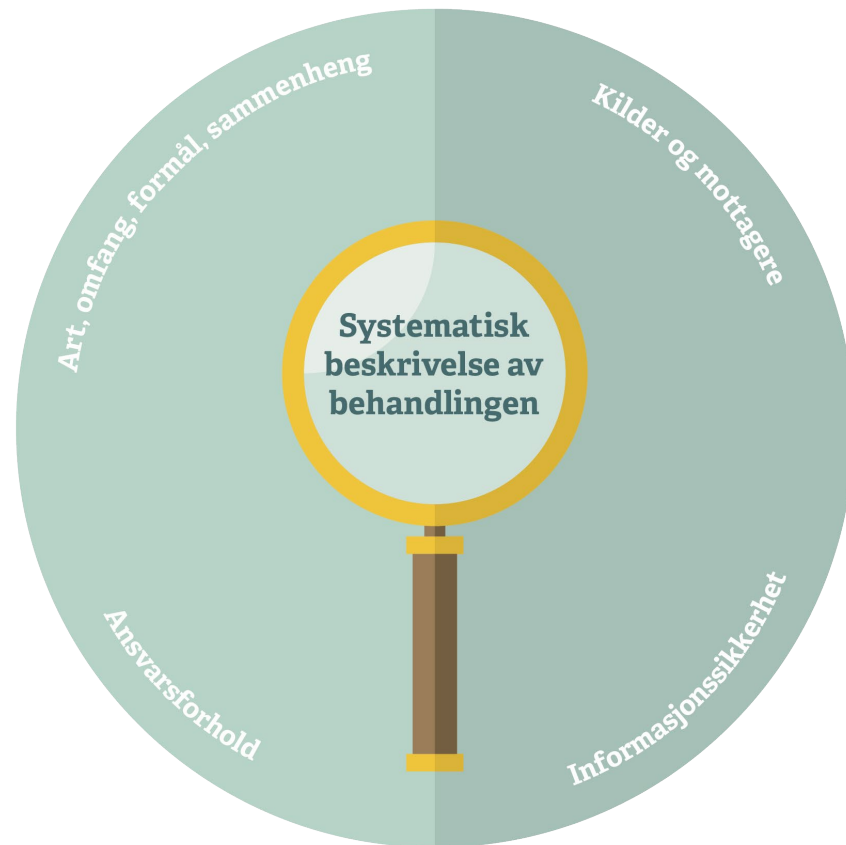 Art, omfang, formål, sammenheng
Kilder og mottagere
Systematisk
beskrivelse av
behandlingen
Ansvarsforhold
Informasjonssikkerhet